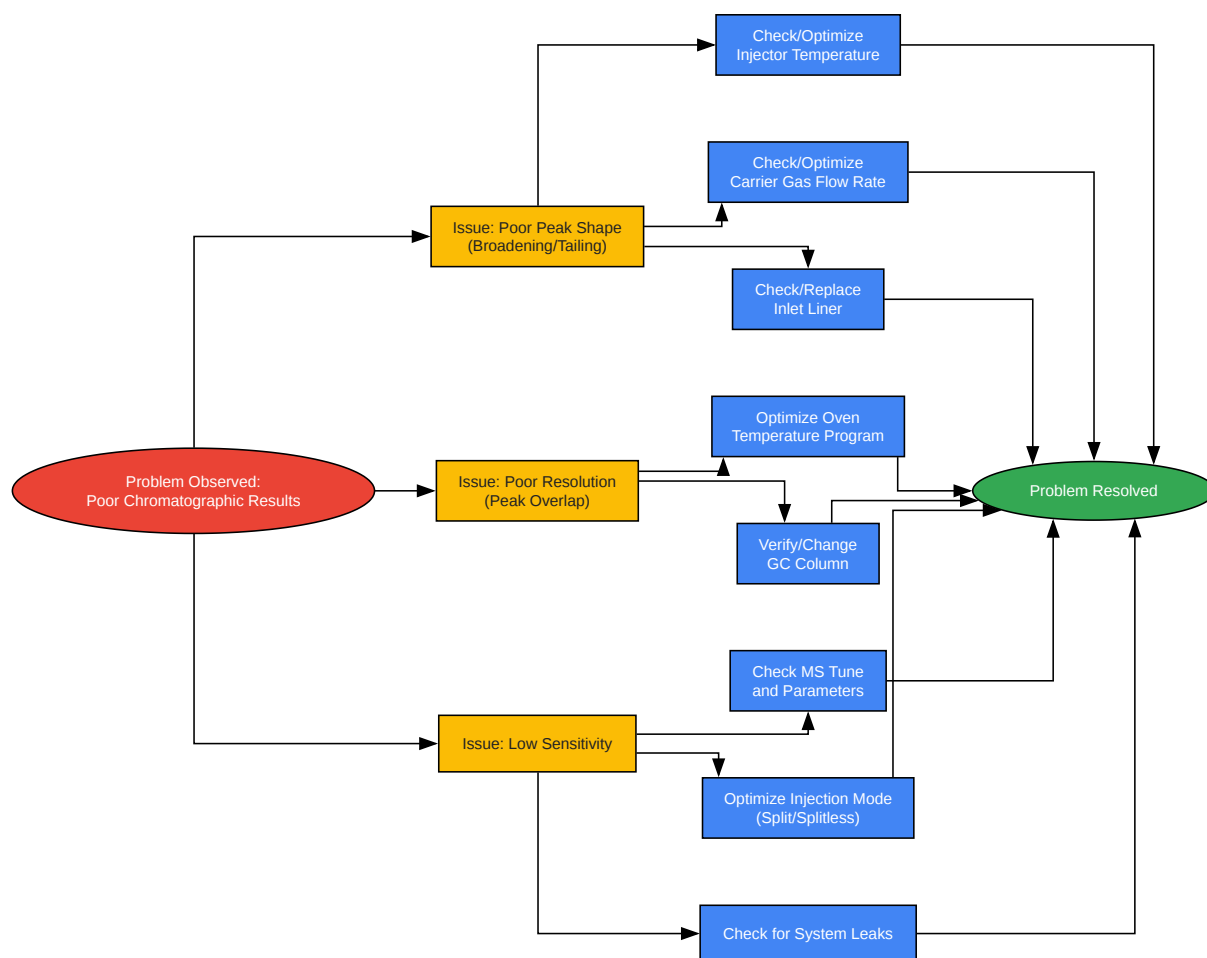 Check/Optimize
Injector Temperature
Check/Optimize
Carrier Gas Flow Rate
Issue: Poor Peak Shape
(Broadening/Tailing)
Check/Replace
Inlet Liner
Optimize Oven
Temperature Program
Problem Observed:
Poor Chromatographic Results
Issue: Poor Resolution
(Peak Overlap)
Problem Resolved
Verify/Change
GC Column
Check MS Tune
and Parameters
Issue: Low Sensitivity
Optimize Injection Mode
(Split/Splitless)
Check for System Leaks